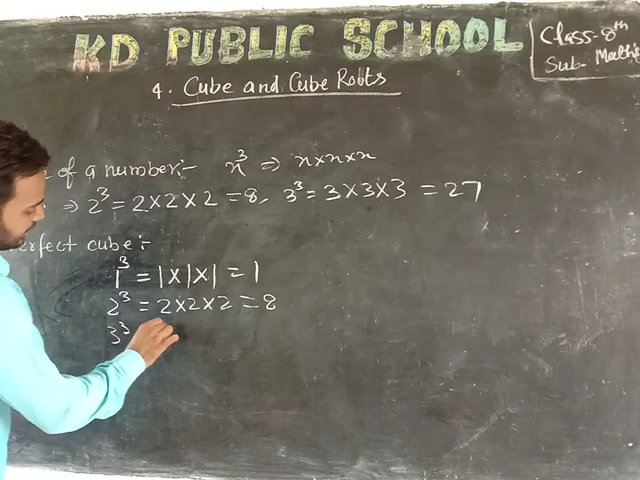 KD PUBLIC SCHOOL
Class-8th
Sub- Maths
4. Cube and Cube Roots
of a number:- x³ ⇒ x×x×x
⇒ 2³ = 2×2×2 = 8, 3³ = 3×3×3 = 27
erfect cube:-
1³ = 1×1×1 = 1
2³ = 2×2×2 = 8
3³